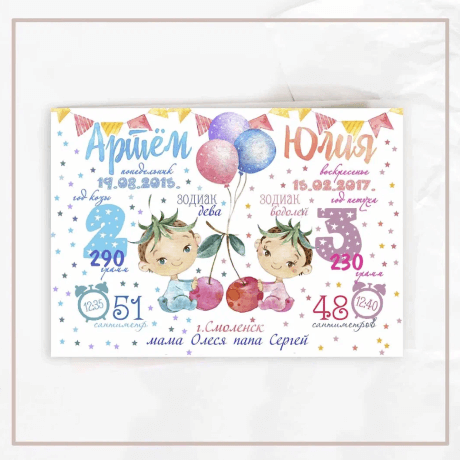 Артём Юлия
понедельник воскресенье
19.08.2015. 15.02.2017.
год козы зодиак зодиак год петуха
дева водолей
2 3
290 230
грамм грамм
12:35 51 48 12:40
сантиметр сантиметров
г.Смоленск
мама Олеся папа Сергей